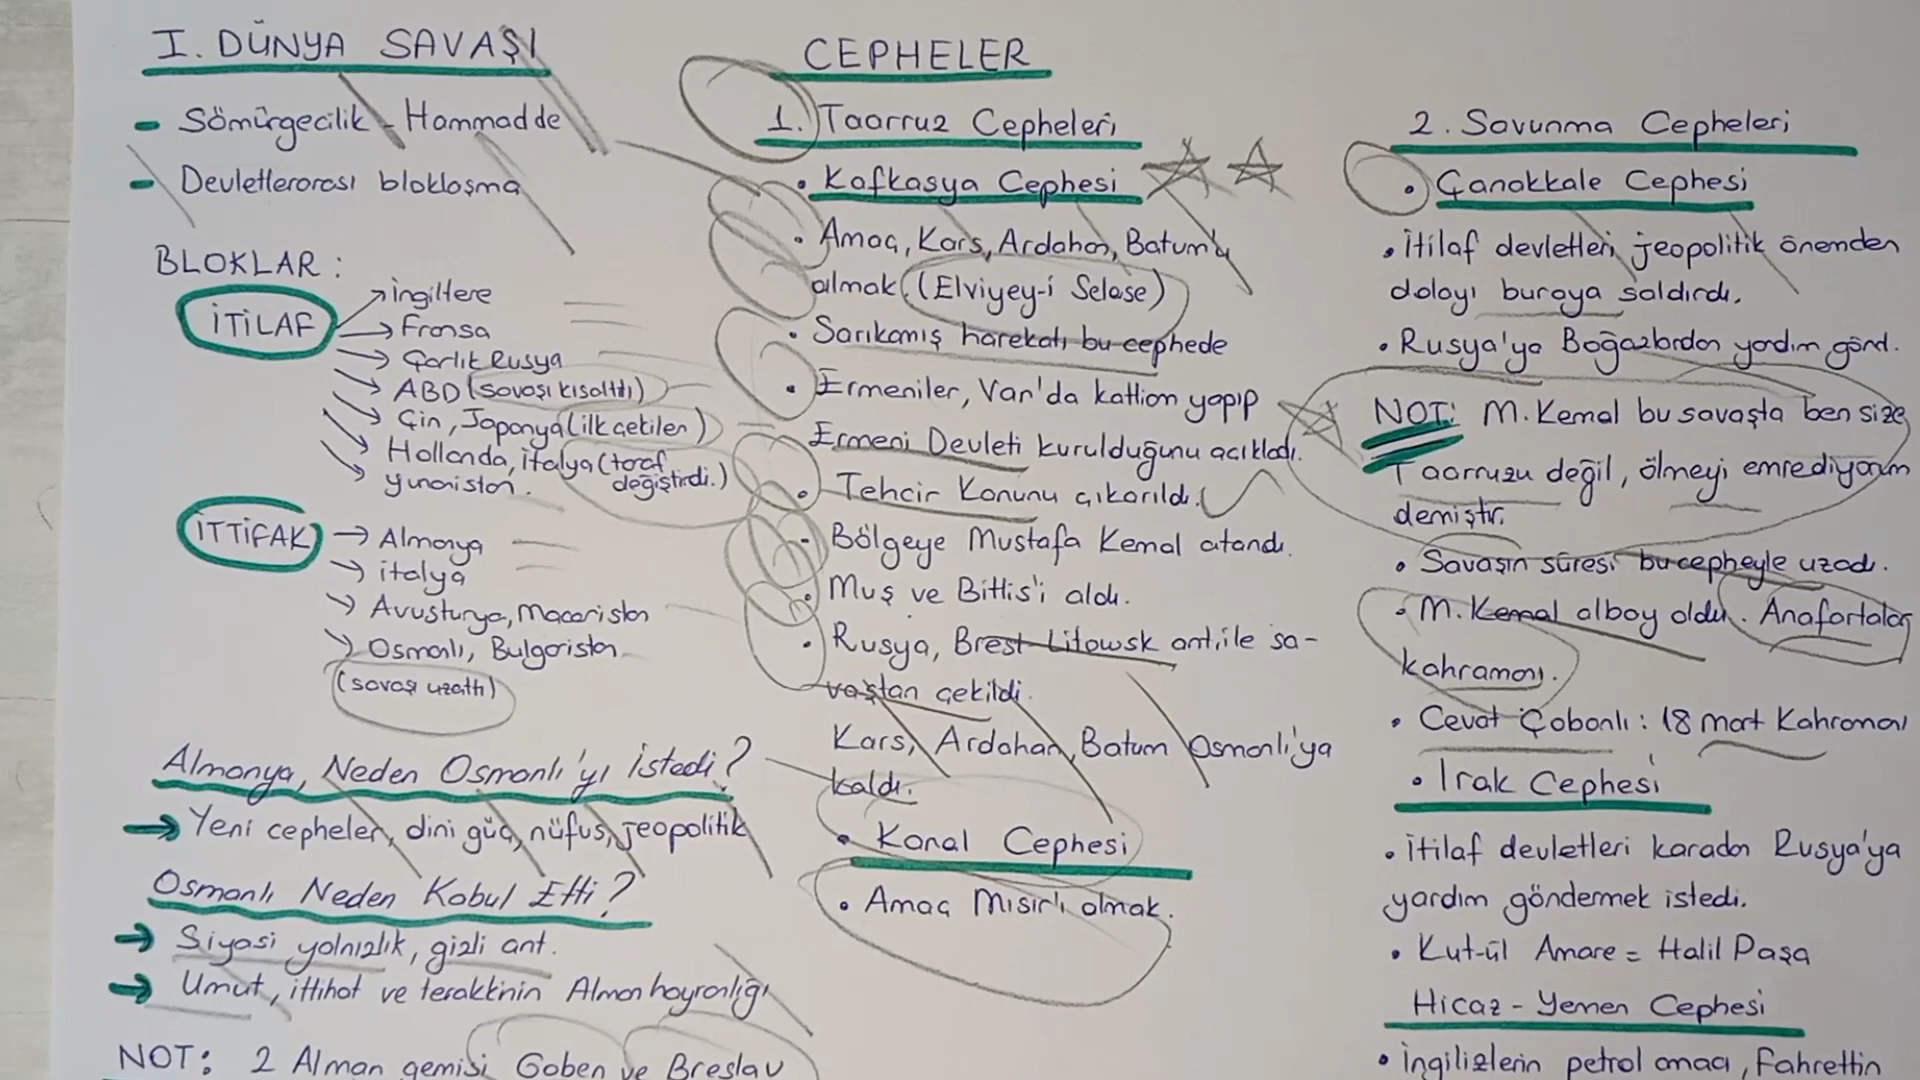 I. DÜNYA SAVAŞI
- Sömürgecilik - Hammadde
- Devletlerarası bloklaşma
BLOKLAR :
İTİLAF
→ İngiltere
→ Fransa
→ Çarlık Rusya
→ ABD (savaşı kısalttı)
→ Çin, Japonya (ilk çekilen)
→ Hollanda, İtalya (taraf değiştirdi.)
→ Yunanistan.
İTTİFAK
→ Almanya
→ italya
→ Avusturya, Macaristan
→ Osmanlı, Bulgaristan
(savaşı uzattı)
Almanya, Neden Osmanlı'yı istedi?
→ Yeni cepheler, dini güç, nüfus, jeopolitik
Osmanlı Neden Kabul Etti?
→ Siyasi yalnızlık, gizli ant.
→ Umut, ittihat ve terakkinin Alman hayranlığı
NOT: 2 Alman gemisi Goben ve Breslav
CEPHELER
1. Taarruz Cepheleri
• Kafkasya Cephesi
• Amaç, Kars, Ardahan, Batum'u
almak (Elviyey-i Selase)
• Sarıkamış harekatı bu cephede
• Ermeniler, Van'da katliam yapıp
Ermeni Devleti kurulduğunu açıkladı.
• Tehcir Kanunu çıkarıldı.
- Bölgeye Mustafa Kemal atandı.
• Muş ve Bitlis'i aldı.
• Rusya, Brest Litowsk ant, ile sa-
vaştan çekildi.
Kars, Ardahan, Batum Osmanlı'ya
kaldı.
• Kanal Cephesi
• Amaç Mısır'ı almak.
2. Savunma Cepheleri
• Çanakkale Cephesi
• İtilaf devletleri, jeopolitik önemden
dolayı buraya saldırdı.
• Rusya'ya Boğazlardan yardım gönd.
NOT: M. Kemal bu savaşta ben size
Taarruzu değil, ölmeyi emrediyorum
demiştir.
• Savaşın süresi bu cepheyle uzadı.
• M. Kemal albay oldu. Anafartalar
kahramanı.
• Cevat Çobanlı : 18 mart Kahramanı
• Irak Cephesi
• İtilaf devletleri karadan Rusya'ya
yardım göndermek istedi.
• Kut-ül Amare = Halil Paşa
Hicaz - Yemen Cephesi
• İngilizlerin petrol amacı, Fahrettin